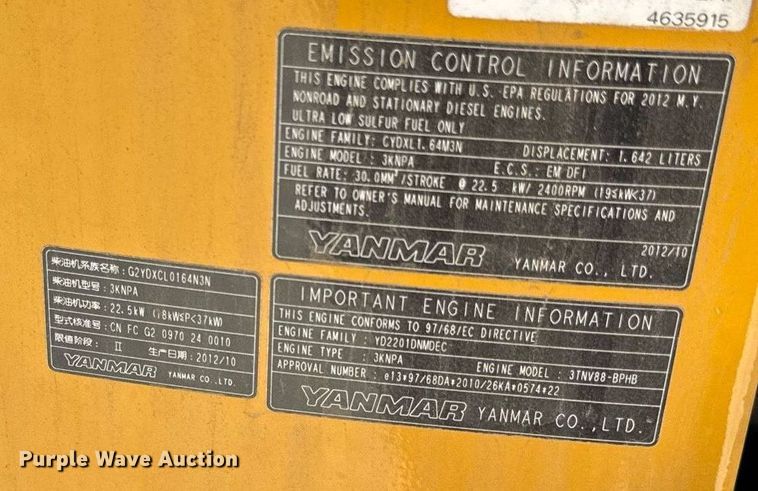 4635915
EMISSION CONTROL INFORMATION
THIS ENGINE COMPLIES WITH U.S. EPA REGULATIONS FOR 2012 M.Y.
NONROAD AND STATIONARY DIESEL ENGINES.
ULTRA LOW SULFUR FUEL ONLY
ENGINE FAMILY: CYDXL1.64M3N DISPLACEMENT: 1.642 LITERS
ENGINE MODEL : 3KNPA E.C.S.: EM DFI
FUEL RATE: 30.0MM³/STROKE @ 22.5 kW/ 2400RPM (19≤kW<37)
REFER TO OWNER'S MANUAL FOR MAINTENANCE SPECIFICATIONS AND
ADJUSTMENTS.
2012/10
YANMAR YANMAR CO., LTD.
柴油机系族名称: G2YDXCL0164N3N
柴油机型号: 3KNPA
柴油机功率: 22.5kW (18kW≤P<37kW)
型式核准号: CN FC G2 0970 24 0010
限值阶段: II 生产日期: 2012/10
YANMAR YANMAR CO.,LTD.
IMPORTANT ENGINE INFORMATION
THIS ENGINE CONFORMS TO 97/68/EC DIRECTIVE
ENGINE FAMILY : YD2201DNMDEC
ENGINE TYPE : 3KNPA ENGINE MODEL : 3TNV88-BPHB
APPROVAL NUMBER : e13*97/68DA*2010/26KA*0574*22
YANMAR YANMAR CO.,LTD.
Purple Wave Auction